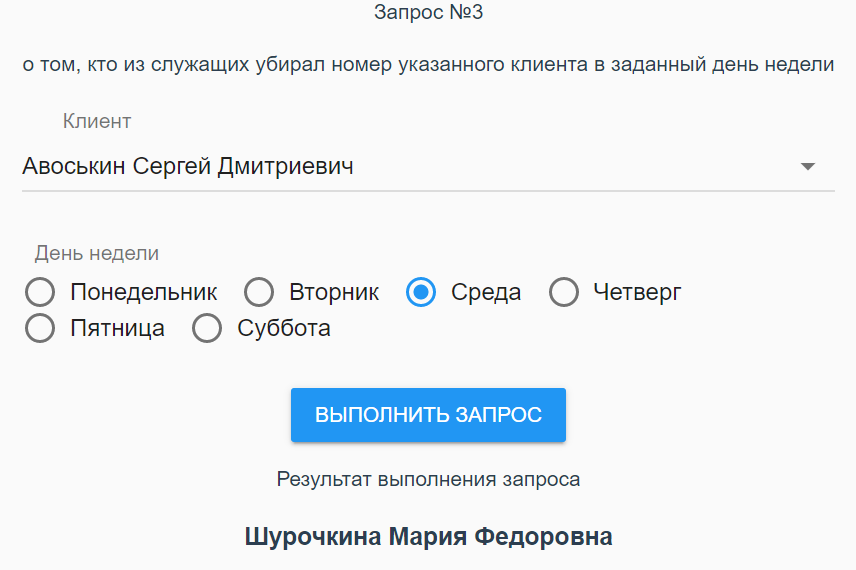 Запрос №3
о том, кто из служащих убирал номер указанного клиента в заданный день недели
Клиент
Авоськин Сергей Дмитриевич
День недели
Понедельник Вторник Среда Четверг
Пятница Суббота
ВЫПОЛНИТЬ ЗАПРОС
Результат выполнения запроса
Шурочкина Мария Федоровна